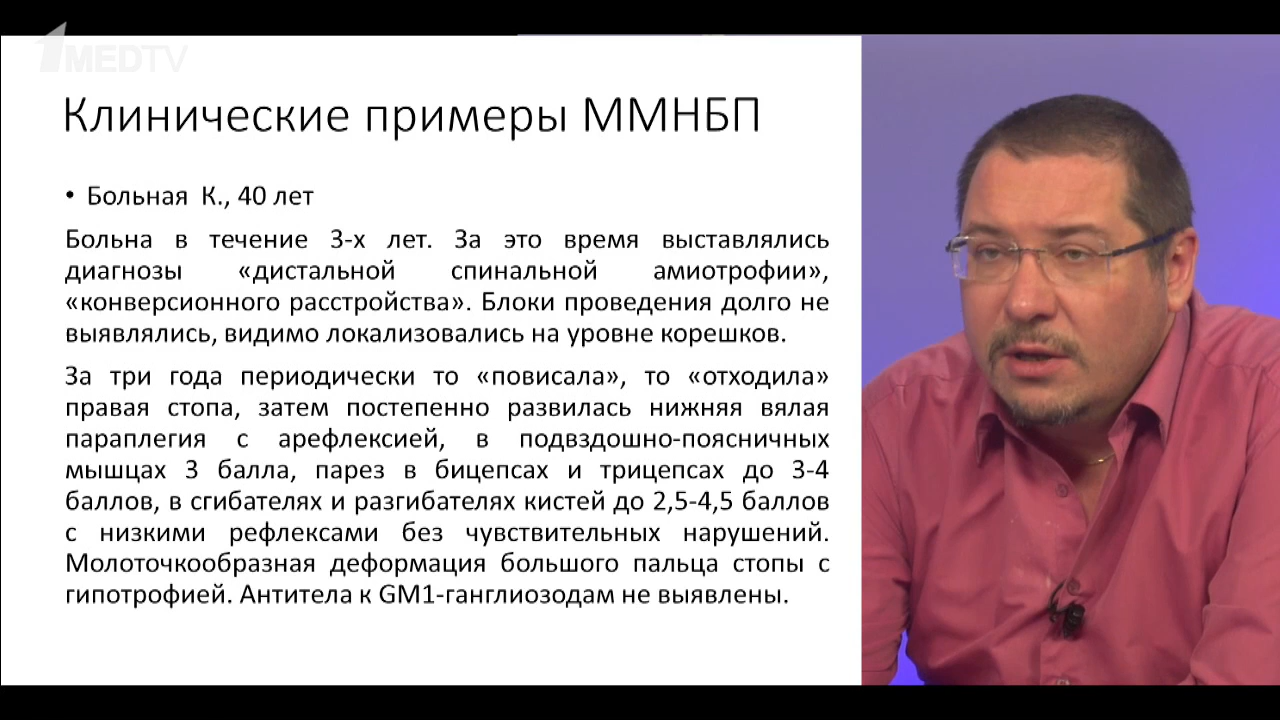 1MEDTV
Клинические примеры ММНБП
• Больная К., 40 лет
Больна в течение 3-х лет. За это время выставлялись
диагнозы «дистальной спинальной амиотрофии»,
«конверсионного расстройства». Блоки проведения долго не
выявлялись, видимо локализовались на уровне корешков.
За три года периодически то «повисала», то «отходила»
правая стопа, затем постепенно развилась нижняя вялая
параплегия с арефлексией, в подвздошно-поясничных
мышцах 3 балла, парез в бицепсах и трицепсах до 3-4
баллов, в сгибателях и разгибателях кистей до 2,5-4,5 баллов
с низкими рефлексами без чувствительных нарушений.
Молоточкообразная деформация большого пальца стопы с
гипотрофией. Антитела к GM1-ганглиозодам не выявлены.